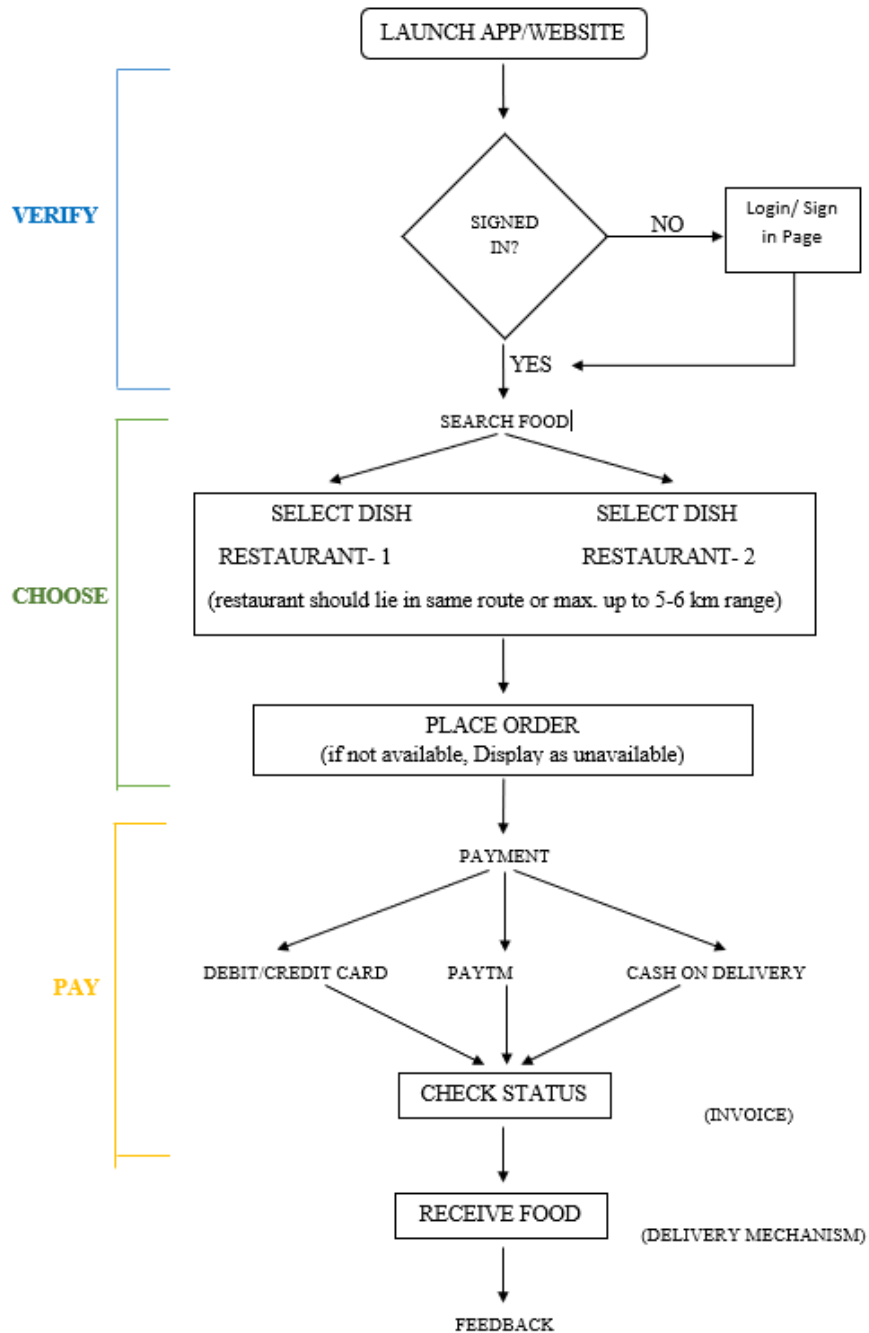 LAUNCH APP/WEBSITE
VERIFY
SIGNED
IN?
NO
Login/ Sign
in Page
YES
SEARCH FOOD
CHOOSE
SELECT DISH
SELECT DISH
RESTAURANT- 1
RESTAURANT- 2
(restaurant should lie in same route or max. up to 5-6 km range)
PLACE ORDER
(if not available, Display as unavailable)
PAY
PAYMENT
DEBIT/CREDIT CARD
PAYTM
CASH ON DELIVERY
CHECK STATUS
(INVOICE)
RECEIVE FOOD
(DELIVERY MECHANISM)
FEEDBACK